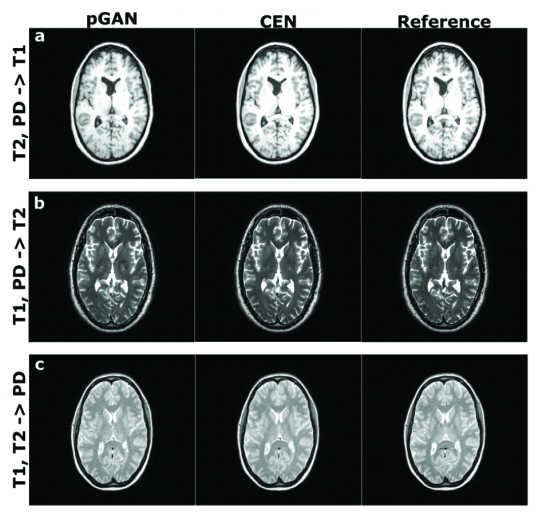 pGAN CEN Reference
a
T2, PD -> T1
b
T1, PD -> T2
c
T1, T2 -> PD